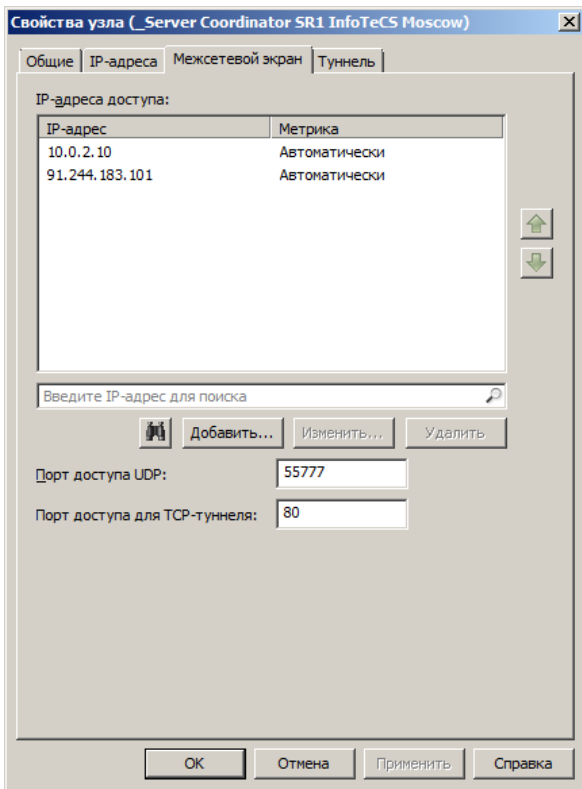 Свойства узла (_Server Coordinator SR1 InfoTeCS Moscow)
Общие IP-адреса Межсетевой экран Туннель
IP-адреса доступа:
IP-адрес Метрика
10.0.2.10 Автоматически
91.244.183.101 Автоматически
Введите IP-адрес для поиска
Добавить... Изменить... Удалить
Порт доступа UDP: 55777
Порт доступа для TCP-туннеля: 80
OK Отмена Применить Справка